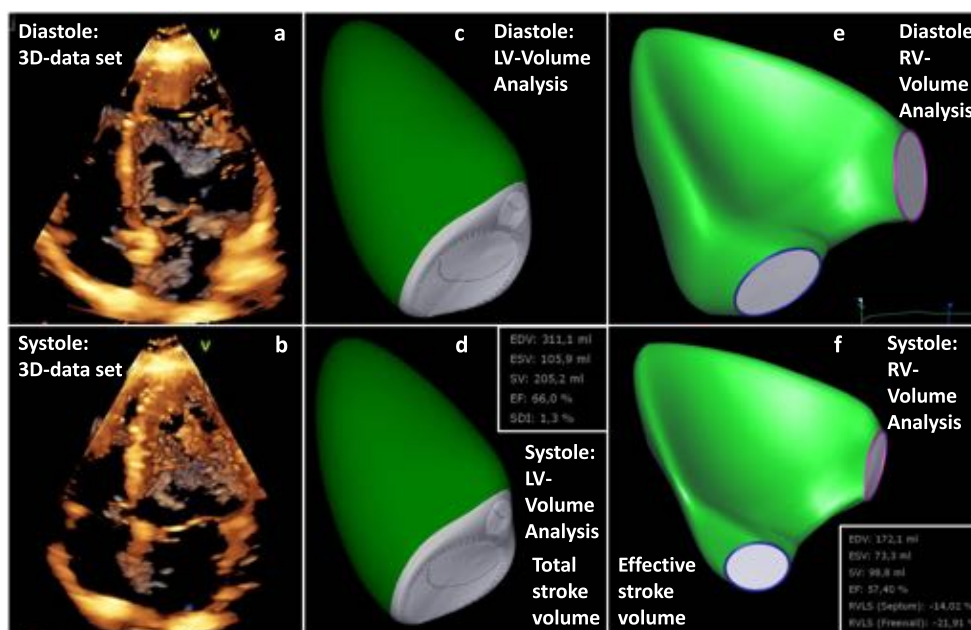 Diastole:
3D-data set
V
a
c
Diastole:
LV-Volume
Analysis
e
Diastole
RV-
Volume
Analysis
Systole:
3D-data set
V
b
d
EDV: 311,1 ml
ESV: 105,9 ml
SV: 205,2 ml
EF: 66,0 %
SDI: 1,3 %
Systole:
LV-
Volume
Analysis
Total
stroke
volume
Effective
stroke
volume
f
Systole:
RV-
Volume
Analysis
EDV: 172,1 ml
ESV: 73,3 ml
SV: 98,8 ml
EF: 57,40 %
RVLS (Septum): -14,02 %
RVLS (Freewall): -21,91 %